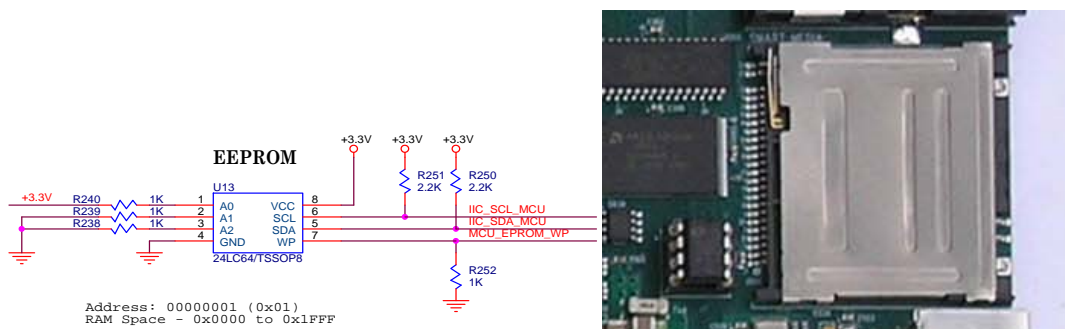 +3.3V
+3.3V
+3.3V
EEPROM
+3.3V
R240
1K
R239
1K
R238
1K
U13
1
A0
2
A1
3
A2
4
GND
VCC
8
SCL
6
SDA
5
WP
7
24LC64/TSSOP8
R251
2.2K
R250
2.2K
IIC_SCL_MCU
IIC_SDA_MCU
MCU_EPROM_WP
R252
1K
Address: 00000001 (0x01)
RAM Space - 0x0000 to 0x1FFF
SMART MEDIA